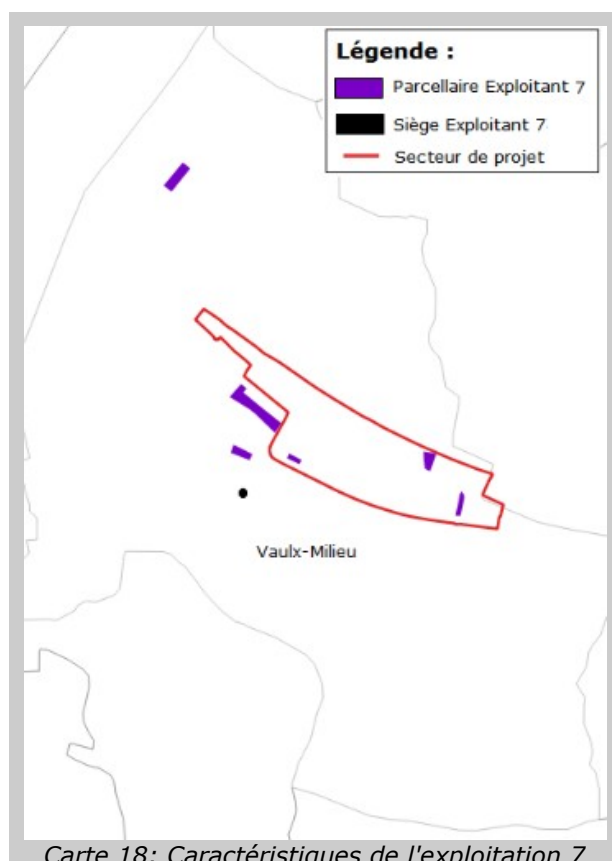 Légende :
Parcellaire Exploitant 7
Siège Exploitant 7
Secteur de projet
Vaulx-Milieu
Carte 18: Caractéristiques de l'exploitation 7